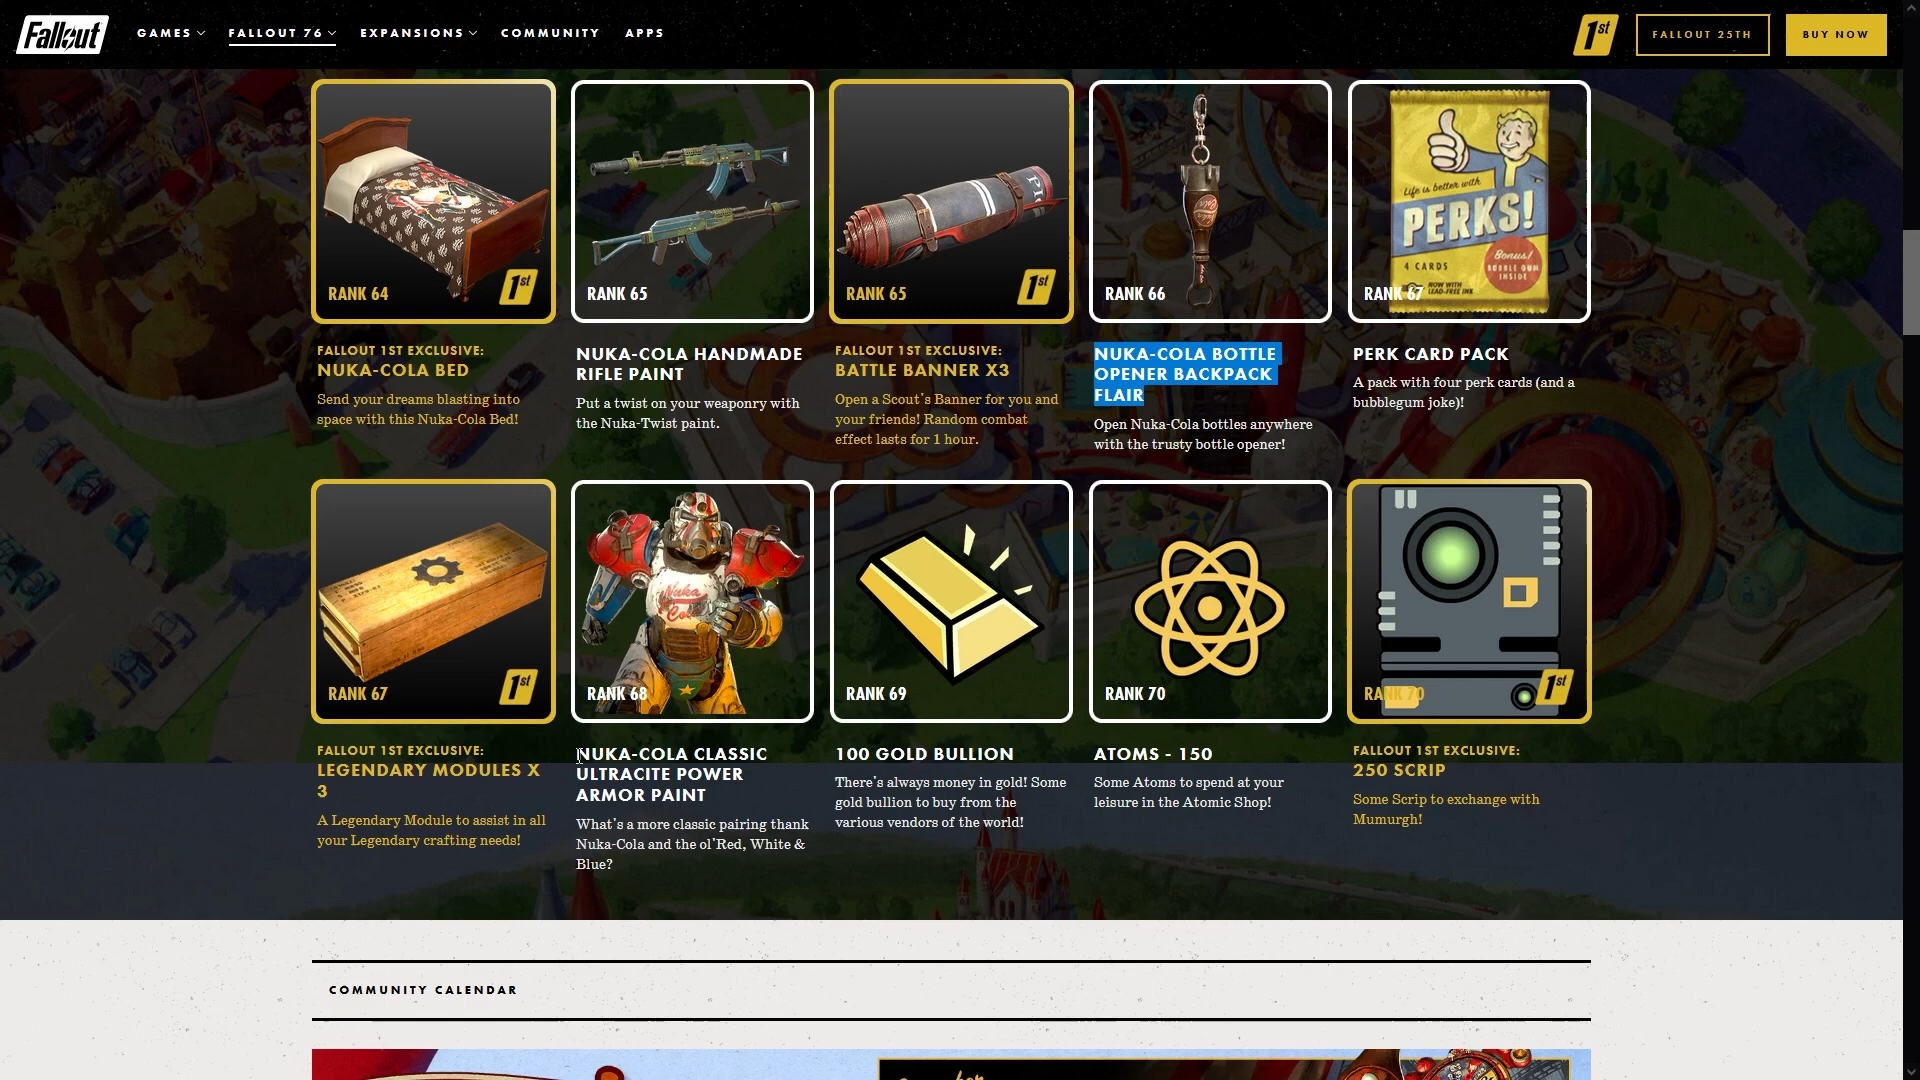 Fallout
GAMES
FALLOUT 76
EXPANSIONS
COMMUNITY
APPS
1st
FALLOUT 25TH
BUY NOW
RANK 64
1st
RANK 65
RANK 65
1st
RANK 66
Life is better with
PERKS!
4 CARDS
Bonus!
BUBBLE GUM
INSIDE
NOW WITH
LEAD-FREE INK
RANK 67
FALLOUT 1ST EXCLUSIVE:
NUKA-COLA BED
Send your dreams blasting into
space with this Nuka-Cola Bed!
NUKA-COLA HANDMADE
RIFLE PAINT
Put a twist on your weaponry with
the Nuka-Twist paint.
FALLOUT 1ST EXCLUSIVE:
BATTLE BANNER X3
Open a Scout's Banner for you and
your friends! Random combat
effect lasts for 1 hour.
NUKA-COLA BOTTLE
OPENER BACKPACK
FLAIR
Open Nuka-Cola bottles anywhere
with the trusty bottle opener!
PERK CARD PACK
A pack with four perk cards (and a
bubblegum joke)!
RANK 67
1st
Nuka
Cola
RANK 68
RANK 69
RANK 70
RANK 70
1st
FALLOUT 1ST EXCLUSIVE:
LEGENDARY MODULES X
3
A Legendary Module to assist in all
your Legendary crafting needs!
NUKA-COLA CLASSIC
ULTRACITE POWER
ARMOR PAINT
What's a more classic pairing thank
Nuka-Cola and the ol'Red, White &
Blue?
100 GOLD BULLION
There's always money in gold! Some
gold bullion to buy from the
various vendors of the world!
ATOMS - 150
Some Atoms to spend at your
leisure in the Atomic Shop!
FALLOUT 1ST EXCLUSIVE:
250 SCRIP
Some Scrip to exchange with
Mumurgh!
COMMUNITY CALENDAR